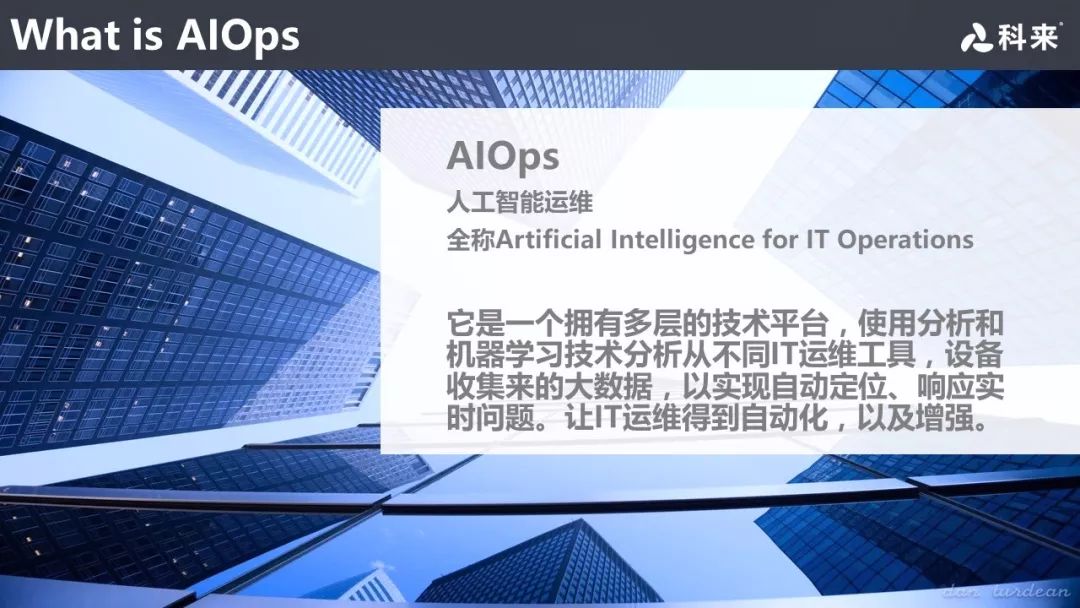 What is AIOps
科来
AIOps
人工智能运维
全称Artificial Intelligence for IT Operations
它是一个拥有多层的技术平台，使用分析和
机器学习技术分析从不同IT运维工具，设备
收集来的大数据，以实现自动定位、响应实
时问题。让IT运维得到自动化，以及增强。
dan turdean